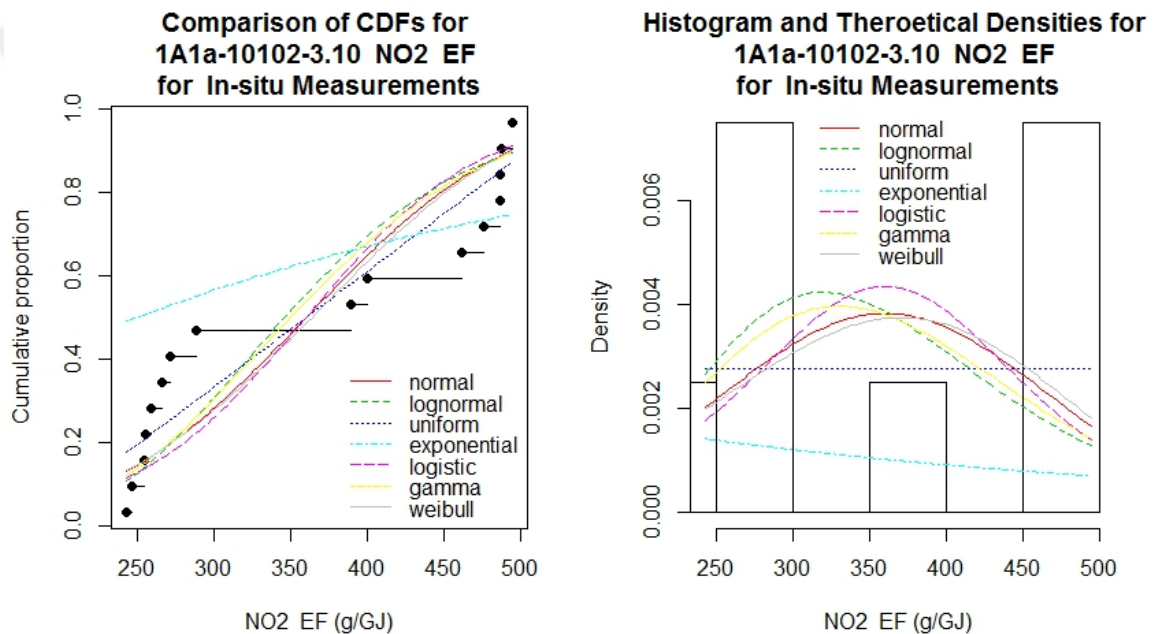 Comparison of CDFs for
1A1a-10102-3.10 NO2 EF
for In-situ Measurements
Cumulative proportion
1.0
0.8
0.6
0.4
0.2
0.0
normal
lognormal
uniform
exponential
logistic
gamma
weibull
250 300 350 400 450 500
NO2 EF (g/GJ)
Histogram and Theroetical Densities for
1A1a-10102-3.10 NO2 EF
for In-situ Measurements
Density
0.006
0.004
0.002
0.000
normal
lognormal
uniform
exponential
logistic
gamma
weibull
250 300 350 400 450 500
NO2 EF (g/GJ)